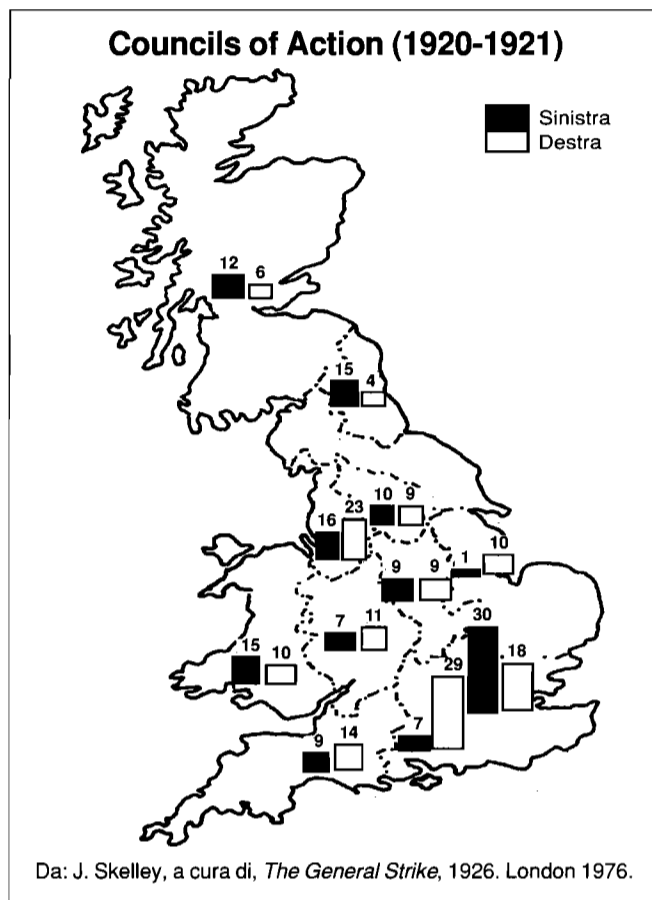 Councils of Action (1920-1921)
Sinistra
Destra
12 6
15 4
10 9
16 23
1 10
9 9
7 11
30 18
15 10
7 29
9 14
Da: J. Skelley, a cura di, The General Strike, 1926. London 1976.